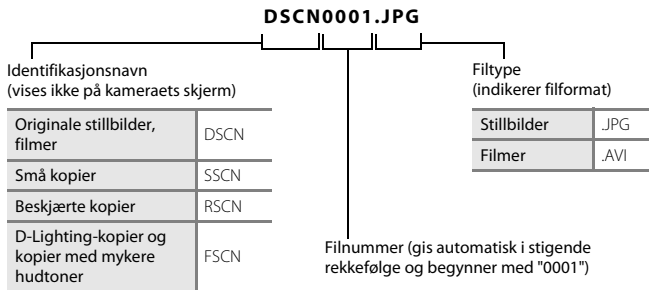 DSCN0001.JPG
Identifikasjonsnavn
(vises ikke på kameraets skjerm)
Originale stillbilder,
filmer
DSCN
Små kopier
SSCN
Beskjærte kopier
RSCN
D-Lighting-kopier og
kopier med mykere
hudtoner
FSCN
Filtype
(indikerer filformat)
Stillbilder
.JPG
Filmer
.AVI
Filnummer (gis automatisk i stigende
rekkefølge og begynner med "0001")